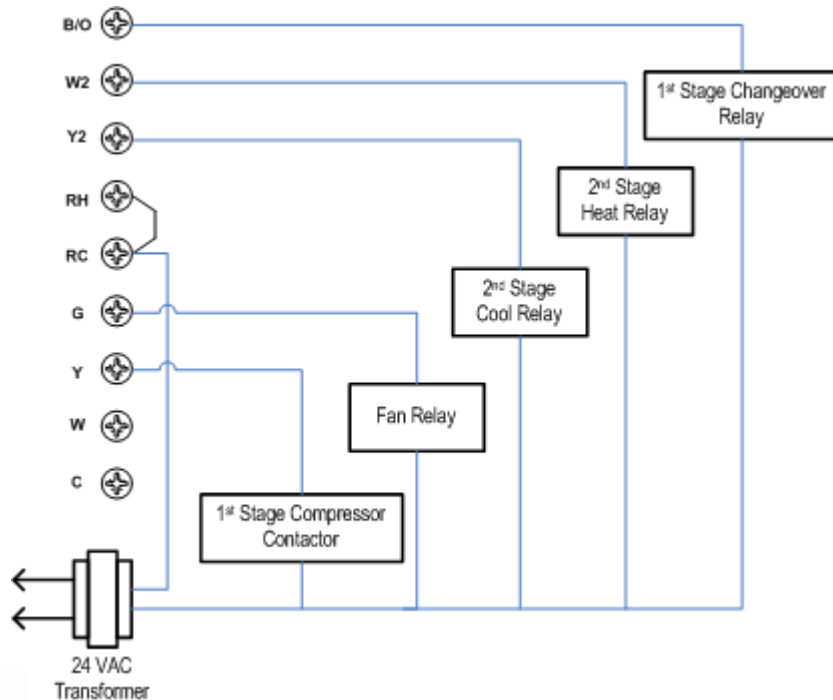 B/O
W2
Y2
RH
RC
G
Y
W
C
1st Stage Changeover
Relay
2nd Stage
Heat Relay
2nd Stage
Cool Relay
Fan Relay
1st Stage Compressor
Contactor
24 VAC
Transformer